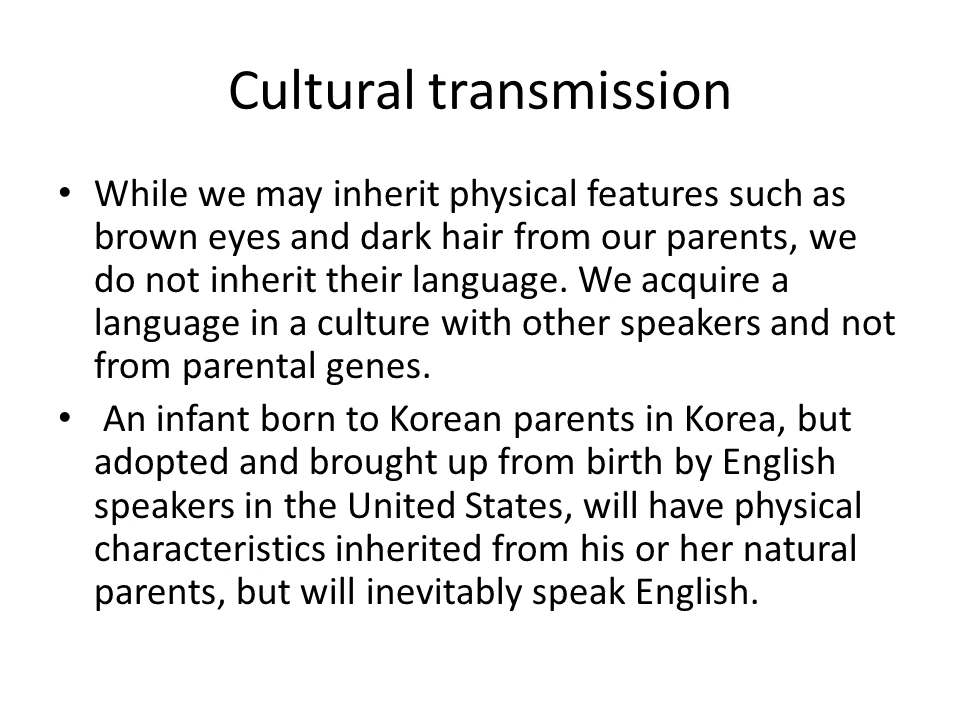 Cultural transmission
• While we may inherit physical features such as
brown eyes and dark hair from our parents, we
do not inherit their language. We acquire a
language in a culture with other speakers and not
from parental genes.
• An infant born to Korean parents in Korea, but
adopted and brought up from birth by English
speakers in the United States, will have physical
characteristics inherited from his or her natural
parents, but will inevitably speak English.